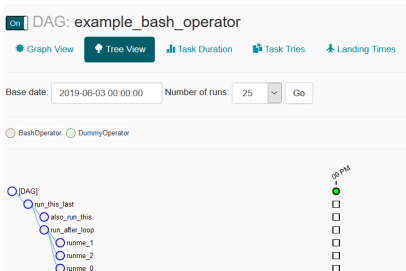 On DAG: example_bash_operator
Graph View Tree View Task Duration Task Tries Landing Times
Base date: 2019-06-03 00:00:00 Number of runs: 25 Go
BashOperator DummyOperator
09 PM
[DAG]
run_this_last
also_run_this
run_after_loop
runme_1
runme_2
runme_0